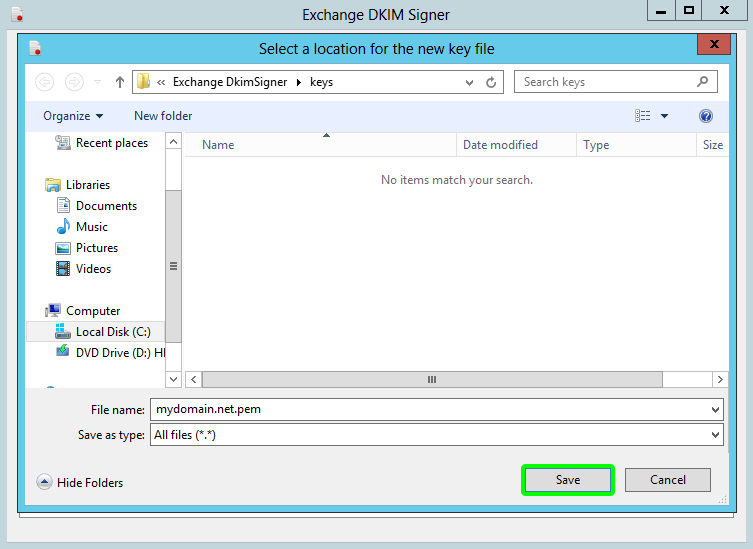 Exchange DKIM Signer
Select a location for the new key file
« Exchange DkimSigner keys
Search keys
Organize New folder
Recent places
Name Date modified Type Size
No items match your search.
Libraries
Documents
Music
Pictures
Videos
Computer
Local Disk (C:)
DVD Drive (D:)
File name: mydomain.net.pem
Save as type: All files (*.*)
Hide Folders
Save Cancel